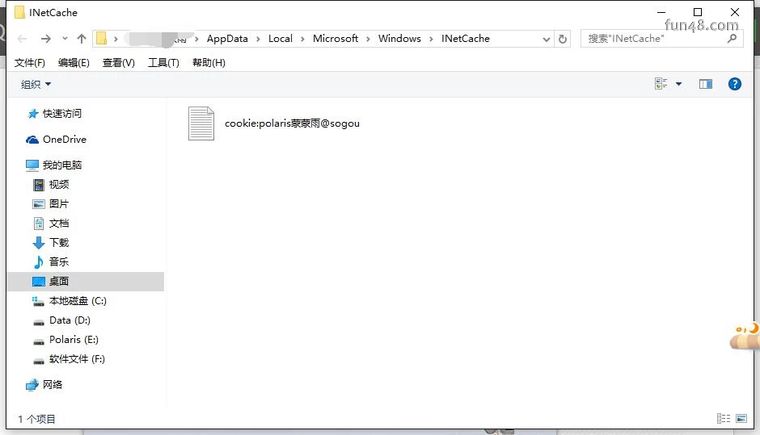 INetCache
fun48.com
雨 > AppData > Local > Microsoft > Windows > INetCache
搜索"INetCache"
文件(F) 编辑(E) 查看(V) 工具(T) 帮助(H)
组织
快速访问
cookie:polaris蒙蒙雨@sogou
OneDrive
我的电脑
视频
图片
文档
下载
音乐
桌面
本地磁盘 (C:)
Data (D:)
Polaris (E:)
软件文件 (F:)
网络
1 个项目